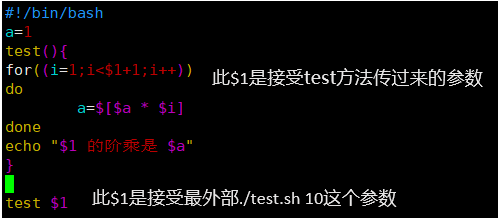 #!/bin/bash
a=1
test(){
for((i=1;i<$1+1;i++))
此$1是接受test方法传过来的参数
do
a=$[$a * $i]
done
echo "$1 的阶乘是 $a"
}
test $1
此$1是接受最外部./test.sh 10这个参数